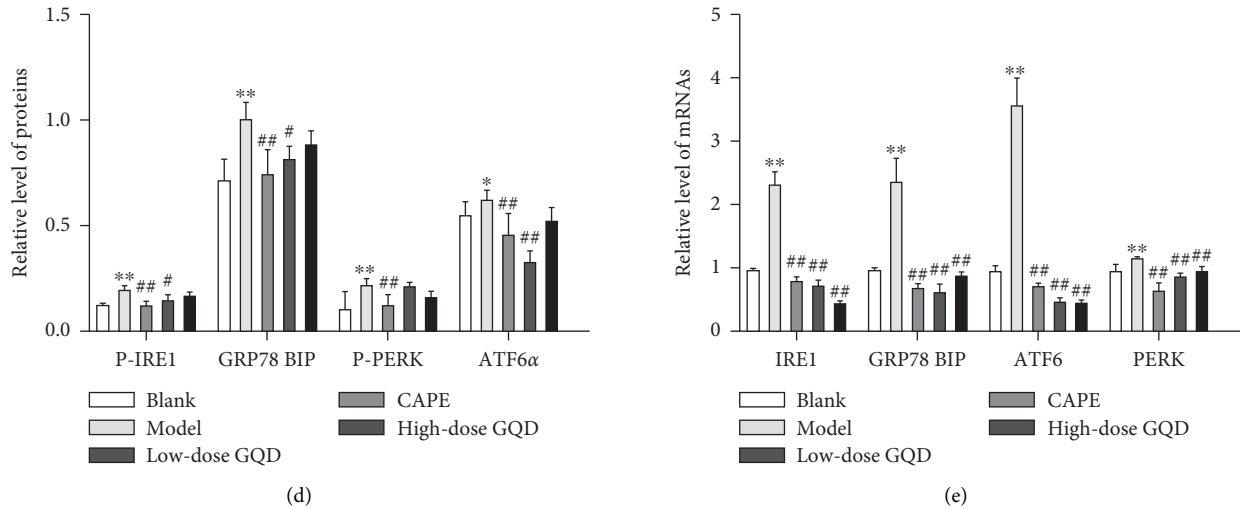 Relative level of proteins
1.5
1.0
0.5
0.0
**
##
#
**
##
#
**
##
*
##
##
P-IRE1
GRP78 BIP
P-PERK
ATF6α
Blank
CAPE
Model
High-dose GQD
Low-dose GQD
(d)
Relative level of mRNAs
5
4
3
2
1
0
**
##
##
##
**
##
##
##
**
##
##
##
**
##
##
##
IRE1
GRP78 BIP
ATF6
PERK
Blank
CAPE
Model
High-dose GQD
Low-dose GQD
(e)